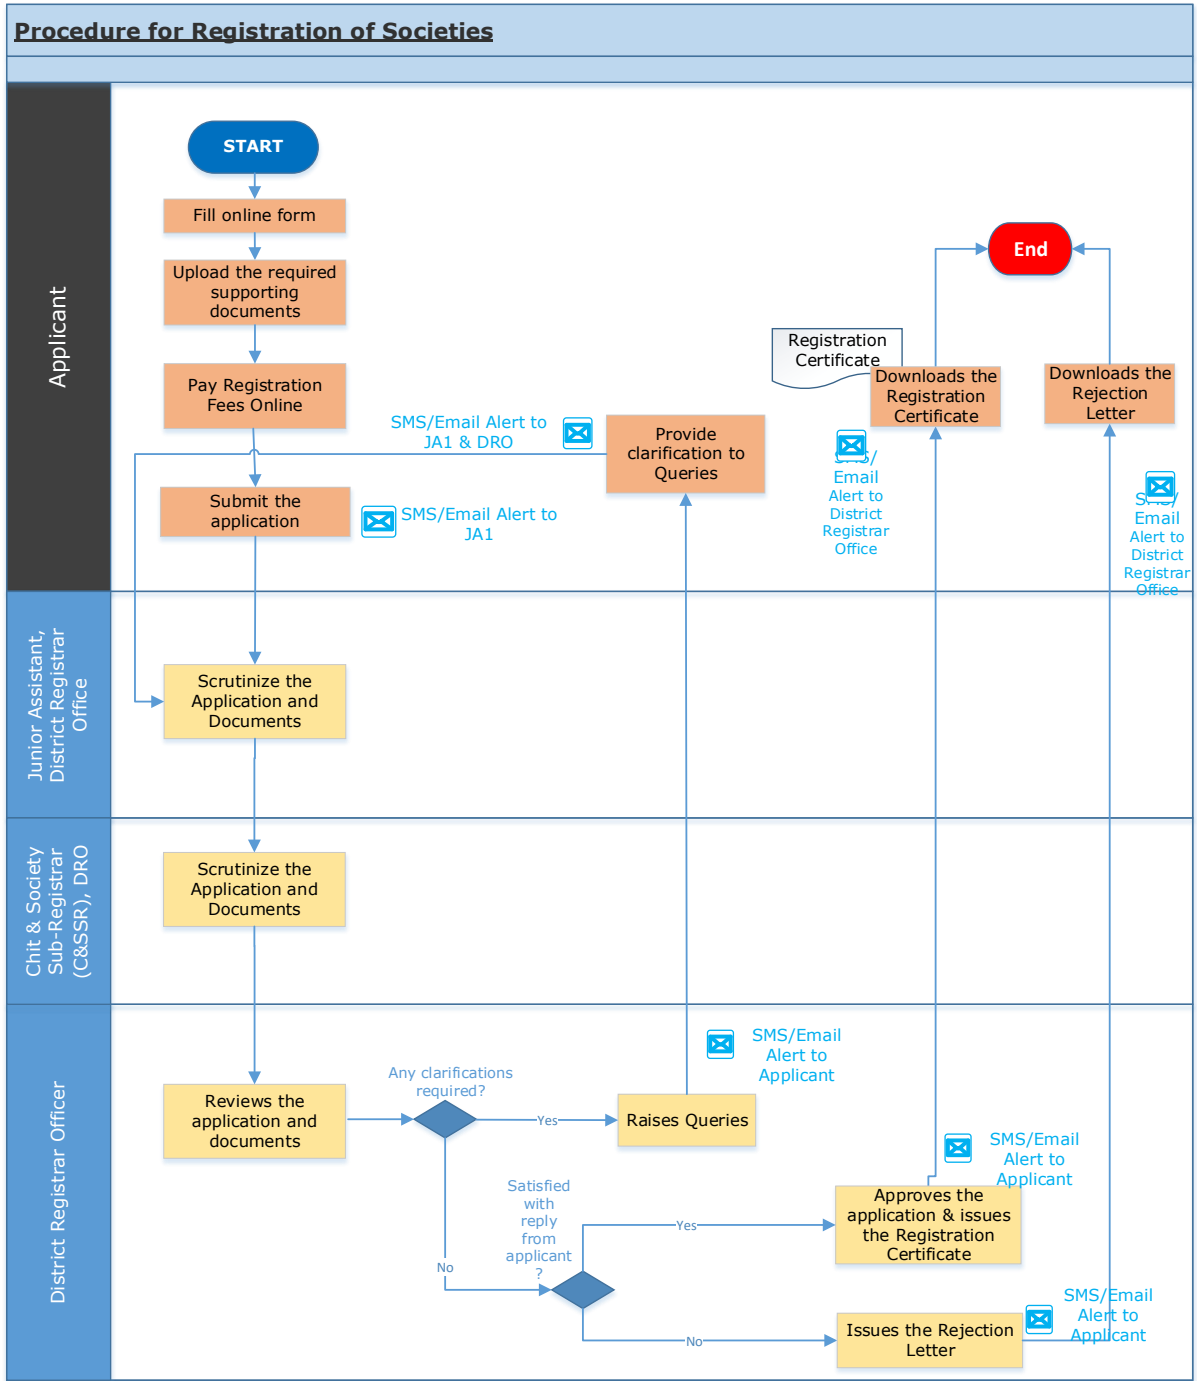 Procedure for Registration of Societies
Applicant
START
Fill online form
Upload the required
supporting
documents
Pay Registration
Fees Online
SMS/Email Alert to
JA1 & DRO
Submit the
application
SMS/Email Alert to
JA1
Provide
clarification to
Queries
Registration
Certificate
Downloads the
Registration
Certificate
SMS/
Email
Alert to
District
Registrar
Office
End
Downloads the
Rejection
Letter
SMS/
Email
Alert to
District
Registrar
Office
Junior Assistant,
District Registrar
Office
Scrutinize the
Application and
Documents
Chit & Society
Sub-Registrar
(C&SSR), DRO
Scrutinize the
Application and
Documents
District Registrar Officer
Reviews the
application and
documents
Any clarifications
required?
Yes
Raises Queries
SMS/Email
Alert to
Applicant
No
Satisfied
with
reply
from
applicant
?
Yes
Approves the
application & issues
the Registration
Certificate
SMS/Email
Alert to
Applicant
No
Issues the Rejection
Letter
SMS/Email
Alert to
Applicant